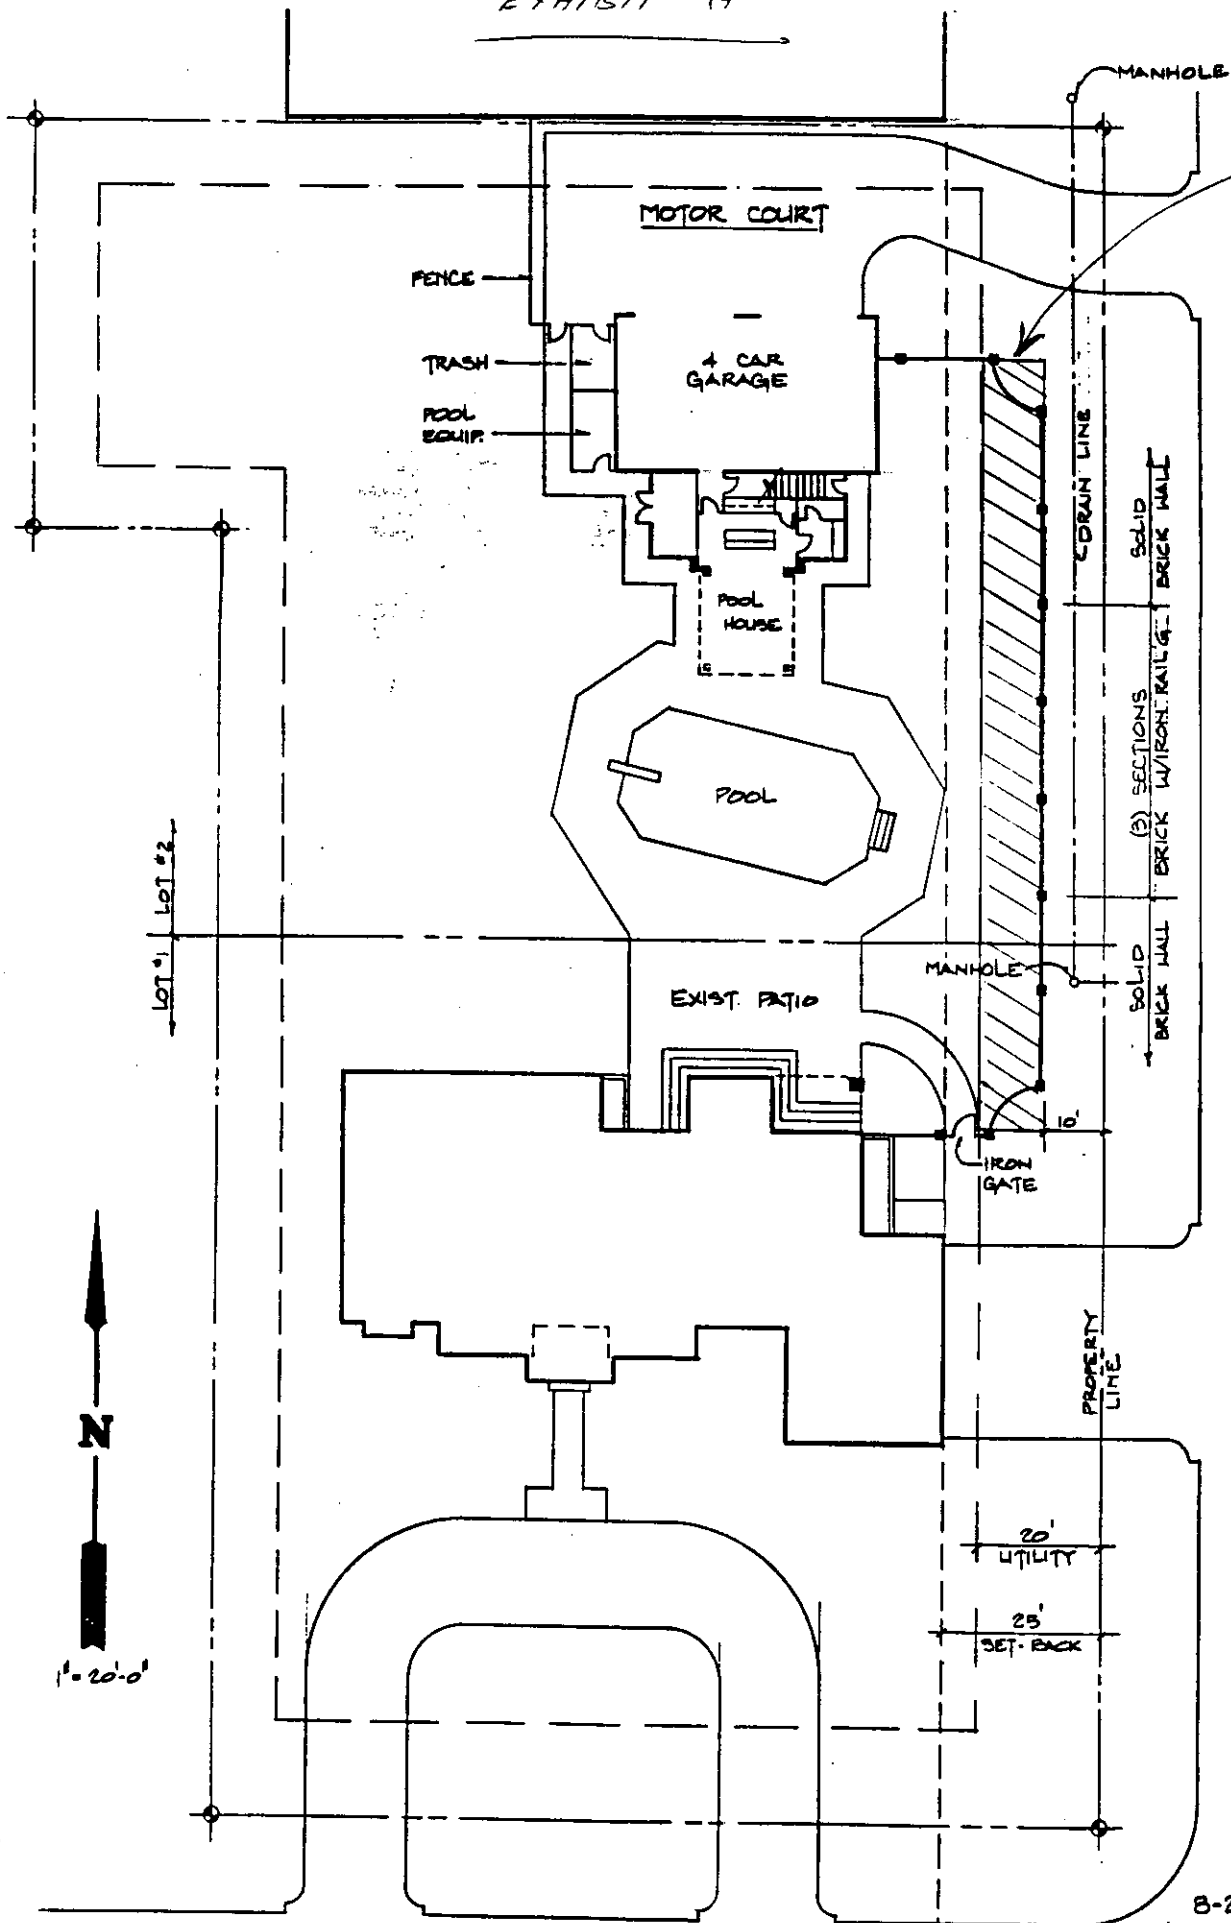 EXHIBIT "A"
MANHOLE
MOTOR COURT
FENCE
TRASH
4 CAR
GARAGE
POOL
EQUIP.
DRAIN LINE
SOLID
BRICK WALL
POOL
HOUSE
(3) SECTIONS
BRICK W/IRON RAIL'G
POOL
LOT #2
LOT #1
MANHOLE
SOLID
BRICK WALL
EXIST. PATIO
10'
IRON
GATE
N
PROPERTY
LINE
20'
UTILITY
25'
SET-BACK
1"=20'-0"